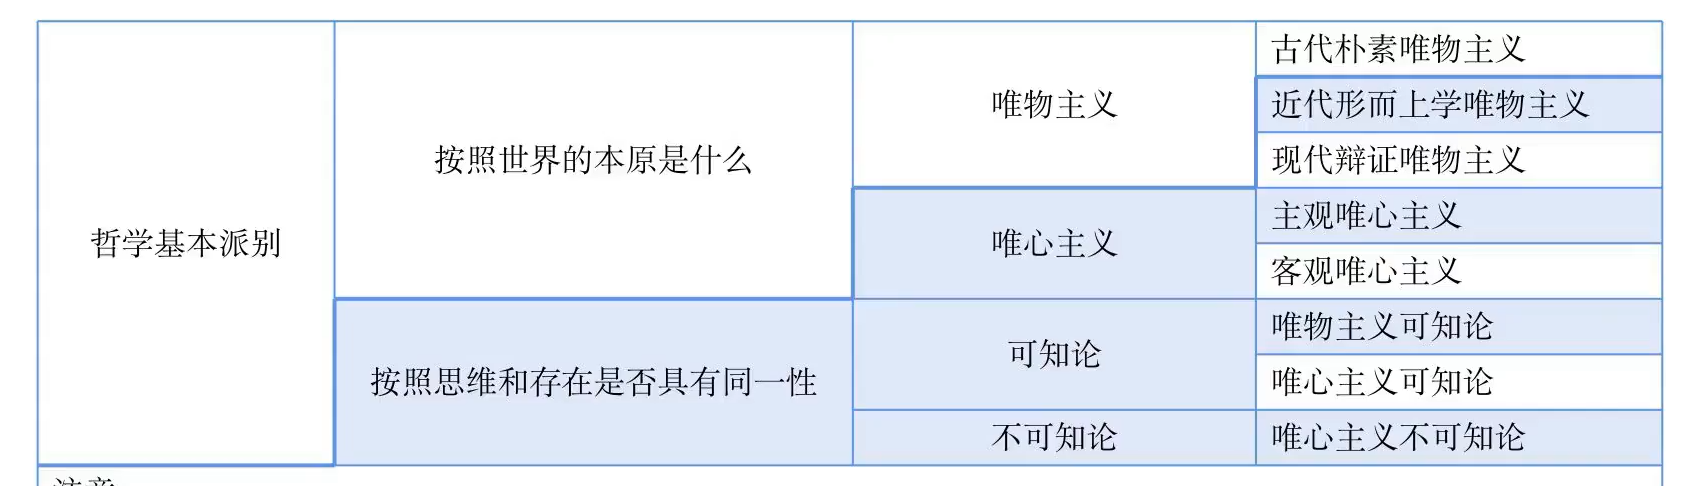 哲学基本派别
按照世界的本原是什么
唯物主义
古代朴素唯物主义
近代形而上学唯物主义
现代辩证唯物主义
唯心主义
主观唯心主义
客观唯心主义
按照思维和存在是否具有同一性
可知论
唯物主义可知论
唯心主义可知论
不可知论
唯心主义不可知论